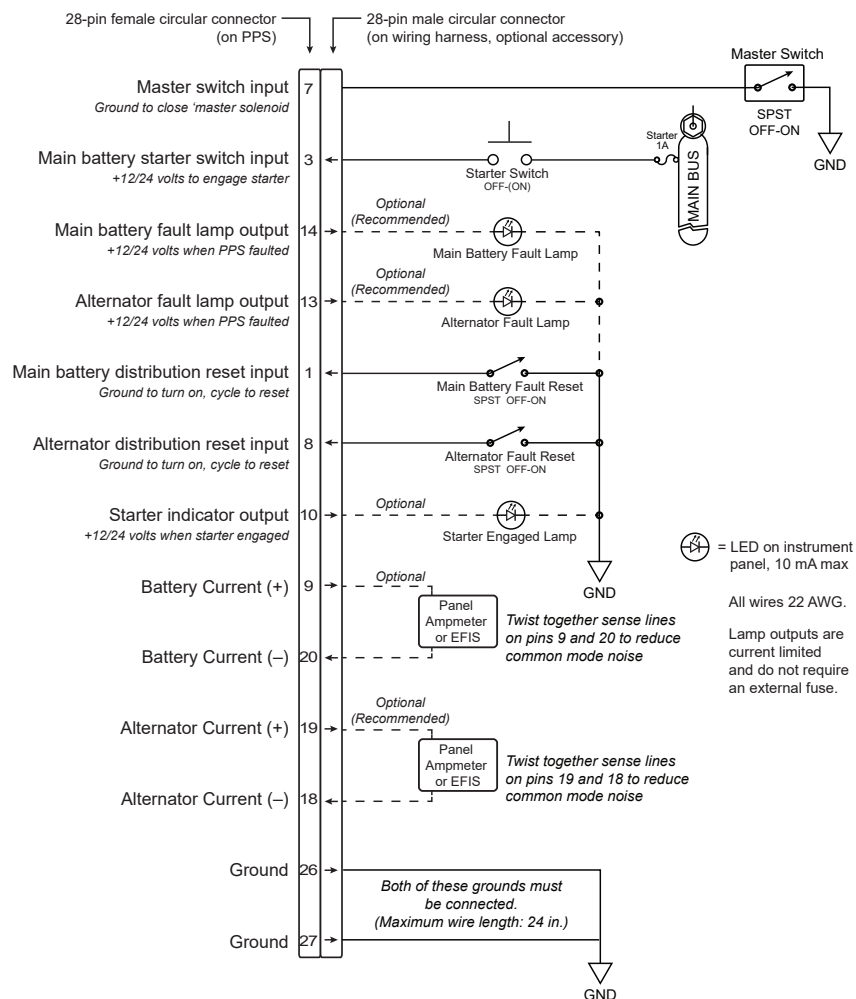 28-pin female circular connector
(on PPS)
28-pin male circular connector
(on wiring harness, optional accessory)
Master Switch
Master switch input
7
Ground to close ‘master solenoid
SPST
OFF-ON
GND
Main battery starter switch input
3
+12/24 volts to engage starter
Starter Switch
OFF-(ON)
Starter
1A
MAIN BUS
Main battery fault lamp output
14
+12/24 volts when PPS faulted
Optional
(Recommended)
Main Battery Fault Lamp
Alternator fault lamp output
13
+12/24 volts when PPS faulted
Optional
(Recommended)
Alternator Fault Lamp
Main battery distribution reset input
1
Ground to turn on, cycle to reset
Main Battery Fault Reset
SPST OFF-ON
Alternator distribution reset input
8
Ground to turn on, cycle to reset
Alternator Fault Reset
SPST OFF-ON
Starter indicator output
10
+12/24 volts when starter engaged
Optional
Starter Engaged Lamp
GND
= LED on instrument
panel, 10 mA max
All wires 22 AWG.
Lamp outputs are
current limited
and do not require
an external fuse.
Battery Current (+)
9
Optional
Panel
Ampmeter
or EFIS
Twist together sense lines
on pins 9 and 20 to reduce
common mode noise
Battery Current (–)
20
Alternator Current (+)
19
Optional
(Recommended)
Panel
Ampmeter
or EFIS
Twist together sense lines
on pins 19 and 18 to reduce
common mode noise
Alternator Current (–)
18
Ground
26
Both of these grounds must
be connected.
(Maximum wire length: 24 in.)
Ground
27
GND